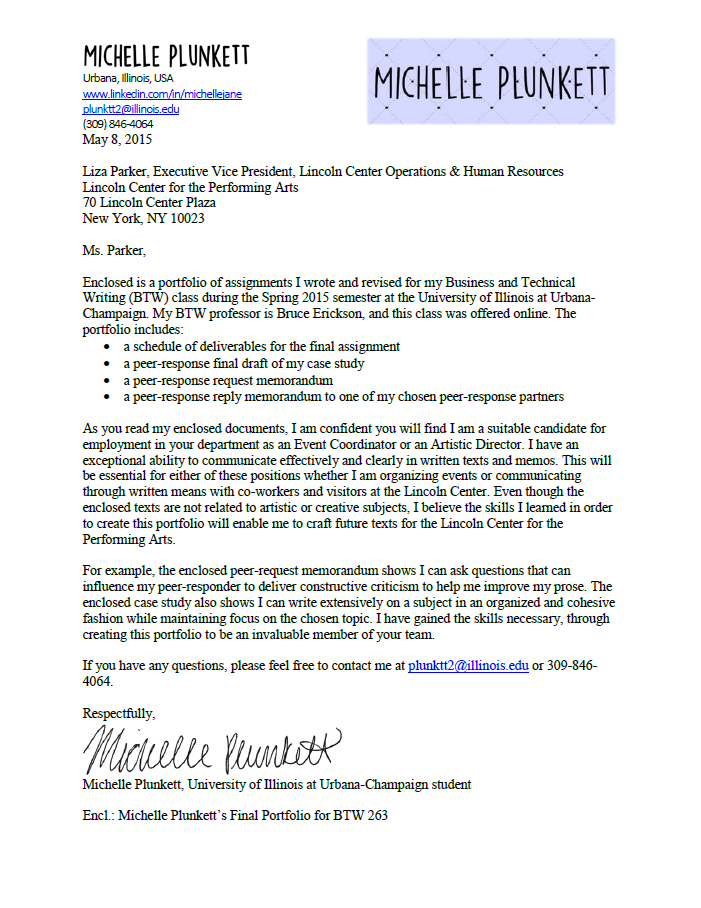 MICHELLE PLUNKETT
MICHELLE PLUNKETT
Urbana, Illinois, USA
www.linkedin.com/in/michellejane
plunktt2@illinois.edu
(309) 846-4064
May 8, 2015
Liza Parker, Executive Vice President, Lincoln Center Operations & Human Resources
Lincoln Center for the Performing Arts
70 Lincoln Center Plaza
New York, NY 10023
Ms. Parker,
Enclosed is a portfolio of assignments I wrote and revised for my Business and Technical
Writing (BTW) class during the Spring 2015 semester at the University of Illinois at Urbana-
Champaign. My BTW professor is Bruce Erickson, and this class was offered online. The
portfolio includes:
• a schedule of deliverables for the final assignment
• a peer-response final draft of my case study
• a peer-response request memorandum
• a peer-response reply memorandum to one of my chosen peer-response partners
As you read my enclosed documents, I am confident you will find I am a suitable candidate for
employment in your department as an Event Coordinator or an Artistic Director. I have an
exceptional ability to communicate effectively and clearly in written texts and memos. This will
be essential for either of these positions whether I am organizing events or communicating
through written means with co-workers and visitors at the Lincoln Center. Even though the
enclosed texts are not related to artistic or creative subjects, I believe the skills I learned in order
to create this portfolio will enable me to craft future texts for the Lincoln Center for the
Performing Arts.
For example, the enclosed peer-request memorandum shows I can ask questions that can
influence my peer-responder to deliver constructive criticism to help me improve my prose. The
enclosed case study also shows I can write extensively on a subject in an organized and cohesive
fashion while maintaining focus on the chosen topic. I have gained the skills necessary, through
creating this portfolio to be an invaluable member of your team.
If you have any questions, please feel free to contact me at plunktt2@illinois.edu or 309-846-
4064.
Respectfully,
Michelle Plunkett
Michelle Plunkett, University of Illinois at Urbana-Champaign student
Encl.: Michelle Plunkett's Final Portfolio for BTW 263